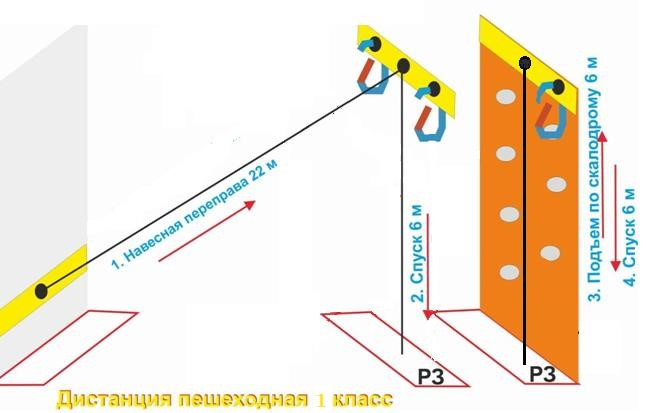 1. Навесная переправа 22 м
2. Спуск 6 м
3. Подъем по скалодрому 6 м
4. Спуск 6 м
РЗ
РЗ
Дистанция пешеходная 1 класс